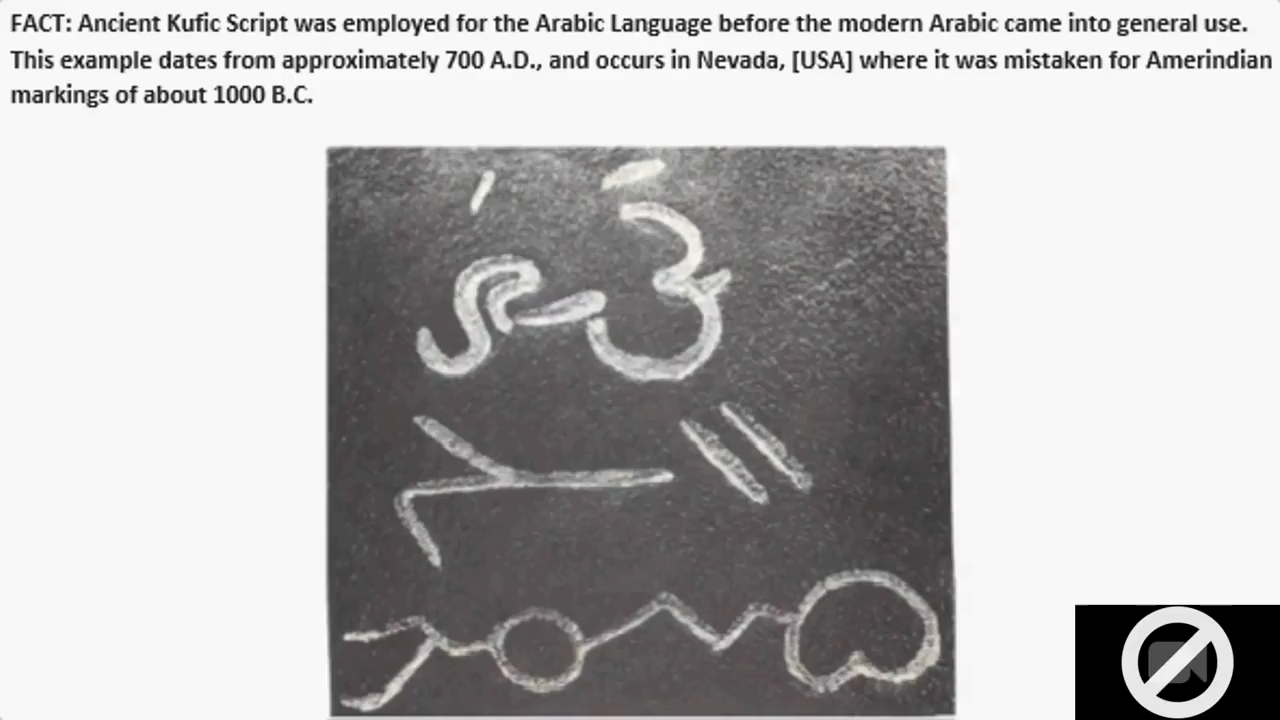 FACT: Ancient Kufic Script was employed for the Arabic Language before the modern Arabic came into general use.
This example dates from approximately 700 A.D., and occurs in Nevada, [USA] where it was mistaken for Amerindian
markings of about 1000 B.C.